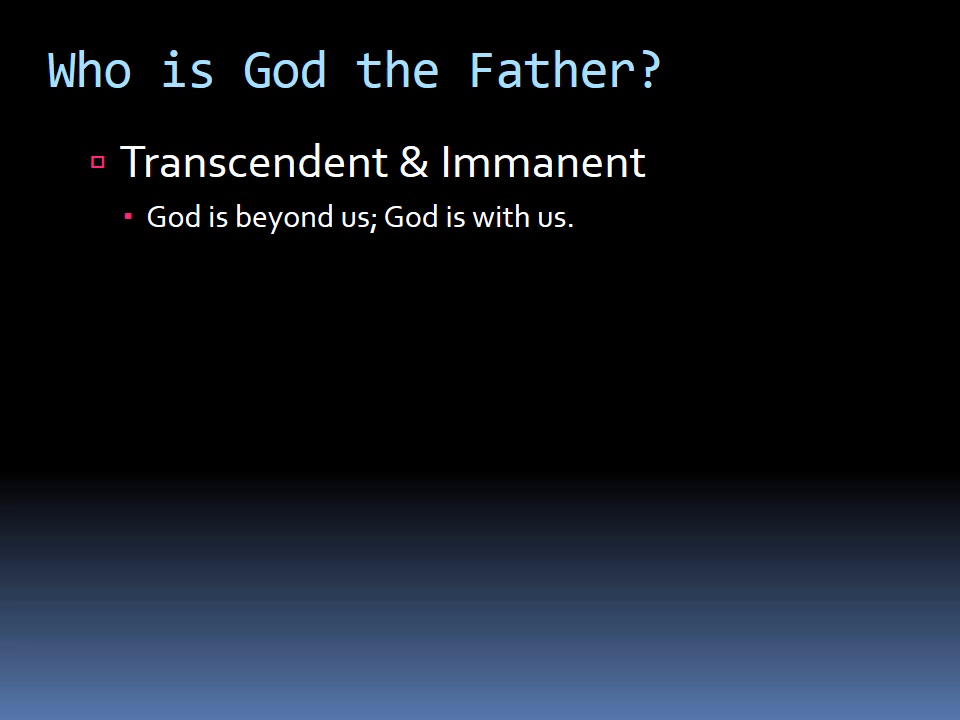 Who is God the Father?
Transcendent & Immanent
God is beyond us; God is with us.